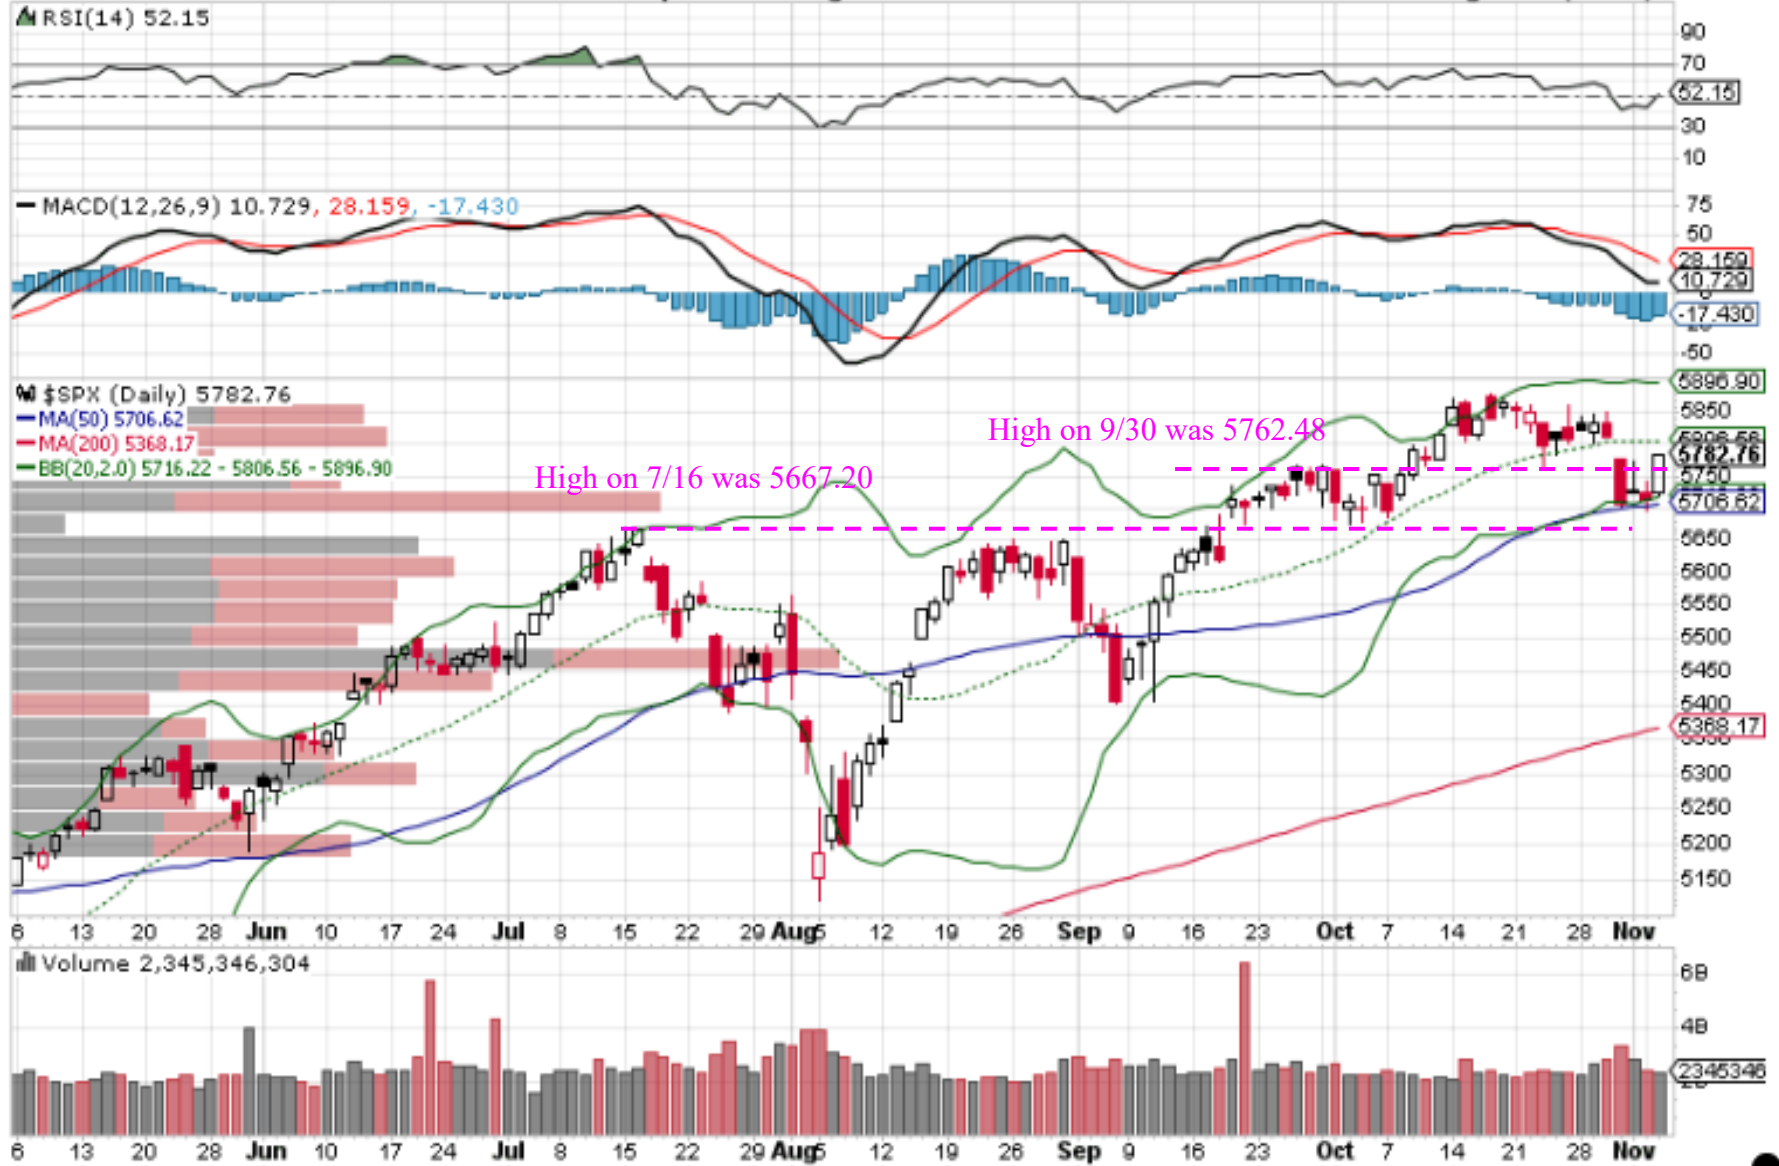 RSI(14) 52.15
90
70
52.15
30
10
MACD(12,26,9) 10.729, 28.159, -17.430
75
50
28.159
10.729
-17.430
-50
$SPX (Daily) 5782.76
MA(50) 5706.62
MA(200) 5368.17
BB(20,2.0) 5716.22 - 5806.56 - 5896.90
High on 7/16 was 5667.20
High on 9/30 was 5762.48
5896.90
5850
5806.56
5782.76
5750
5706.62
5650
5600
5550
5500
5450
5400
5368.17
5350
5300
5250
5200
5150
6 13 20 28 Jun 10 17 24 Jul 8 15 22 29 Aug 5 12 19 26 Sep 9 16 23 Oct 7 14 21 28 Nov
Volume 2,345,346,304
6B
4B
2345346
6 13 20 28 Jun 10 17 24 Jul 8 15 22 29 Aug 5 12 19 26 Sep 9 16 23 Oct 7 14 21 28 Nov